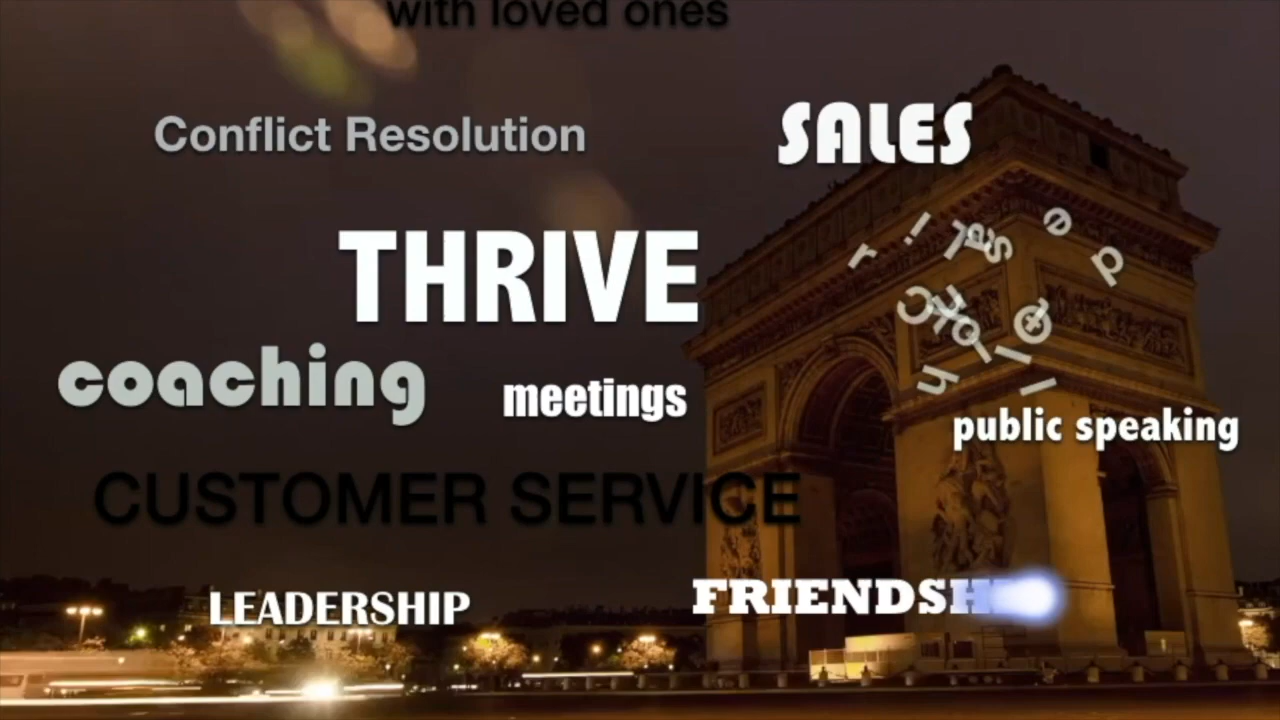 with loved ones
Conflict Resolution
SALES
THRIVE
coaching
meetings
public speaking
CUSTOMER SERVICE
LEADERSHIP
FRIENDSH